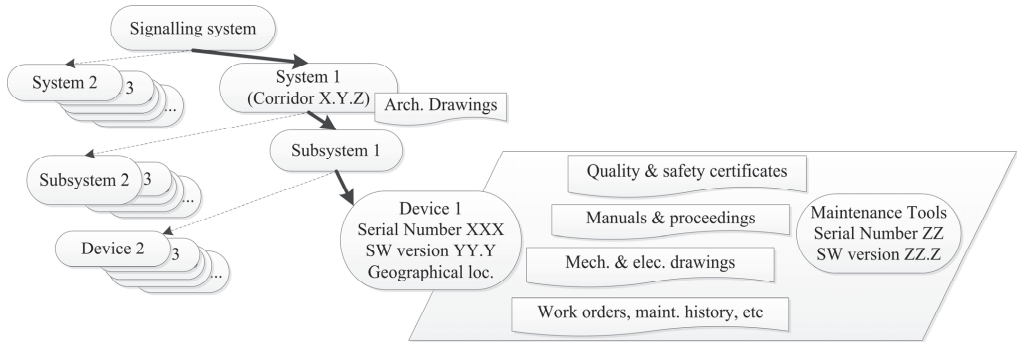 Signalling system
System 2
3
...
System 1
(Corridor X.Y.Z)
Arch. Drawings
Subsystem 1
Subsystem 2
3
...
Device 2
3
...
Device 1
Serial Number XXX
SW version YY.Y
Geographical loc.
Quality & safety certificates
Manuals & proceedings
Mech. & elec. drawings
Work orders, maint. history, etc
Maintenance Tools
Serial Number ZZ
SW version ZZ.Z